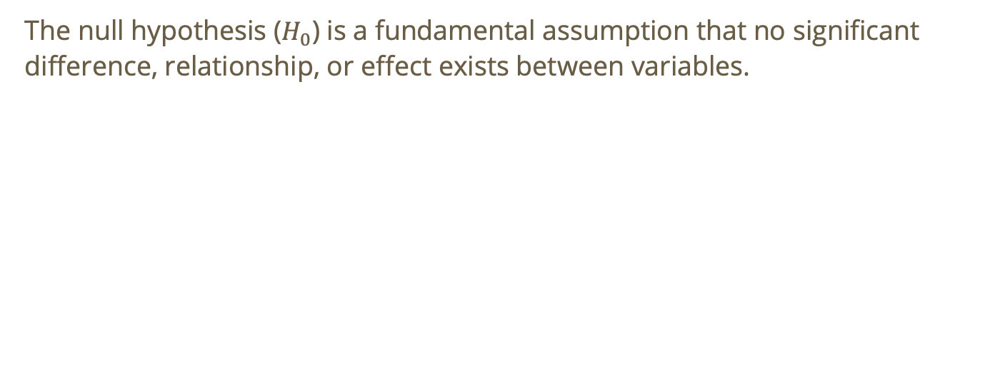 The null hypothesis (H₀) is a fundamental assumption that no significant
difference, relationship, or effect exists between variables.